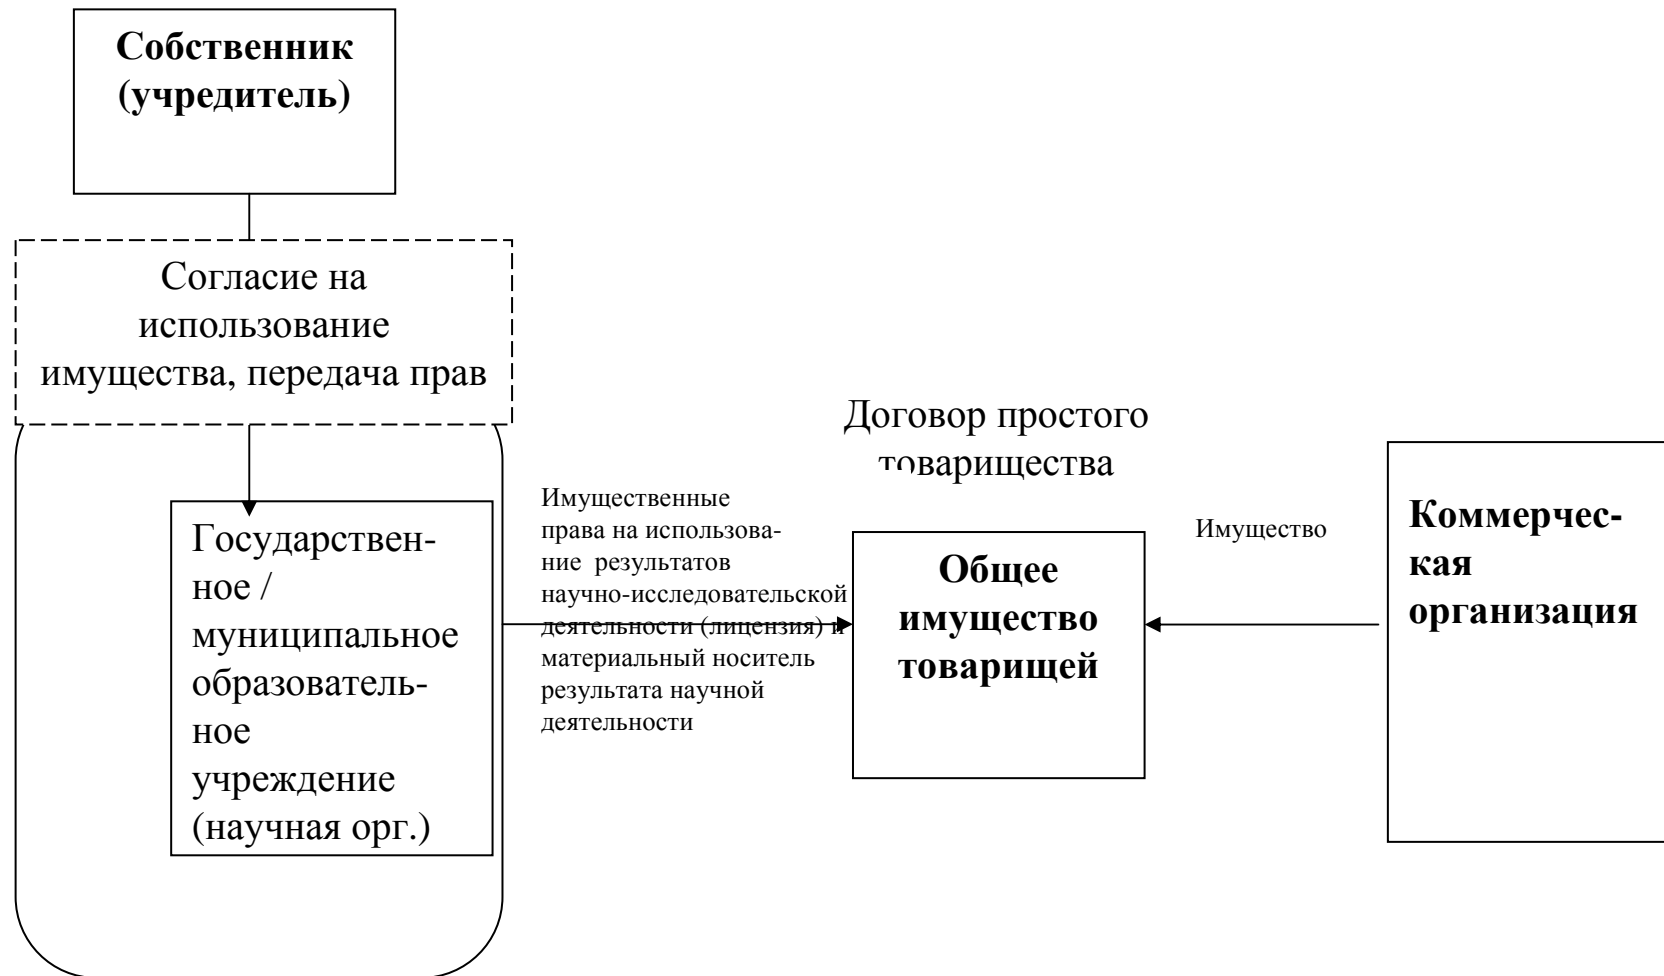 Собственник
(учредитель)
Согласие на
использование
имущества, передача прав
Государствен-
ное /
муниципальное
образователь-
ное
учреждение
(научная орг.)
Имущественные
права на использова-
ние результатов
научно-исследовательской
деятельности (лицензия) и
материальный носитель
результата научной
деятельности
Договор простого
товарищества
Общее
имущество
товарищей
Имущество
Коммерчес-
кая
организация